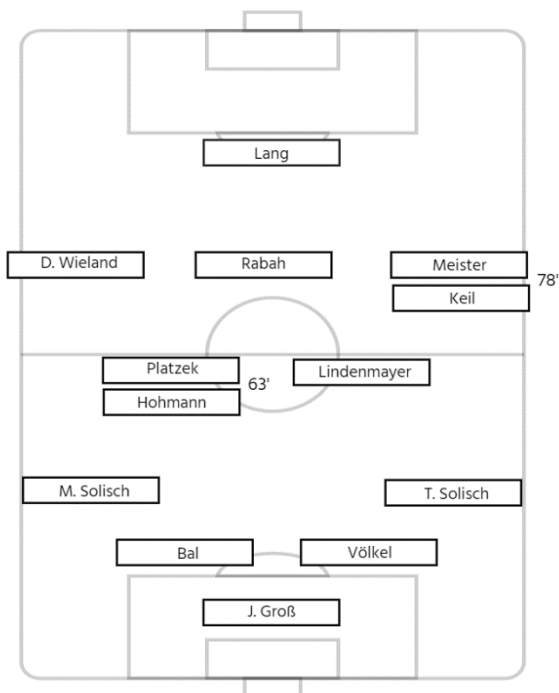 Lang
D. Wieland
Rabah
Meister
78'
Keil
Platzek
63'
Lindenmayer
Hohmann
M. Solisch
T. Solisch
Bal
Völkel
J. Groß